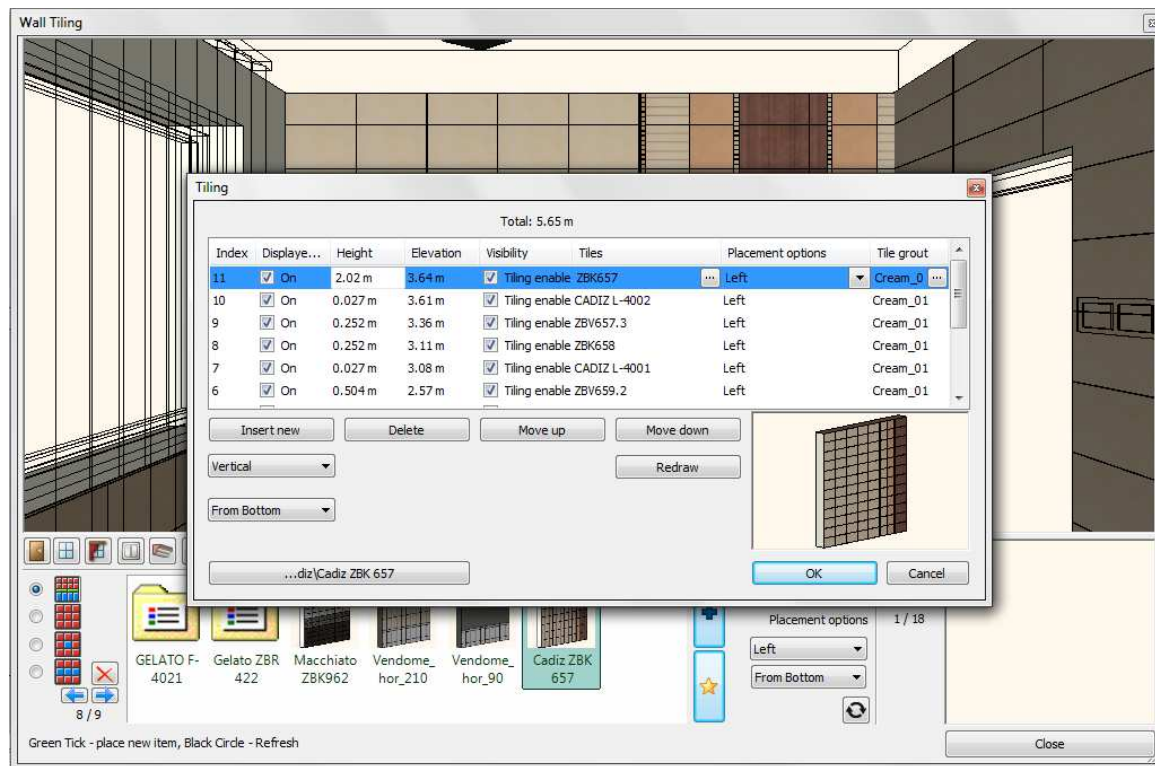 Wall Tiling
Tiling
Total: 5.65 m
Index Displaye... Height Elevation Visibility Tiles Placement options Tile grout
11 On 2.02 m 3.64 m Tiling enable ZBK657 ... Left Cream_0 ...
10 On 0.027 m 3.61 m Tiling enable CADIZ L-4002 Left Cream_01
9 On 0.252 m 3.36 m Tiling enable ZBV657.3 Left Cream_01
8 On 0.252 m 3.11 m Tiling enable ZBK658 Left Cream_01
7 On 0.027 m 3.08 m Tiling enable CADIZ L-4001 Left Cream_01
6 On 0.504 m 2.57 m Tiling enable ZBV659.2 Left Cream_01
Insert new Delete Move up Move down
Vertical Redraw
From Bottom
...diz\Cadiz ZBK 657 OK Cancel
Placement options 1 / 18
Left
From Bottom
GELATO F- Gelato ZBR Macchiato Vendome_ Vendome_ Cadiz ZBK
4021 422 ZBK962 hor_210 hor_90 657
8 / 9
Green Tick - place new item, Black Circle - Refresh Close